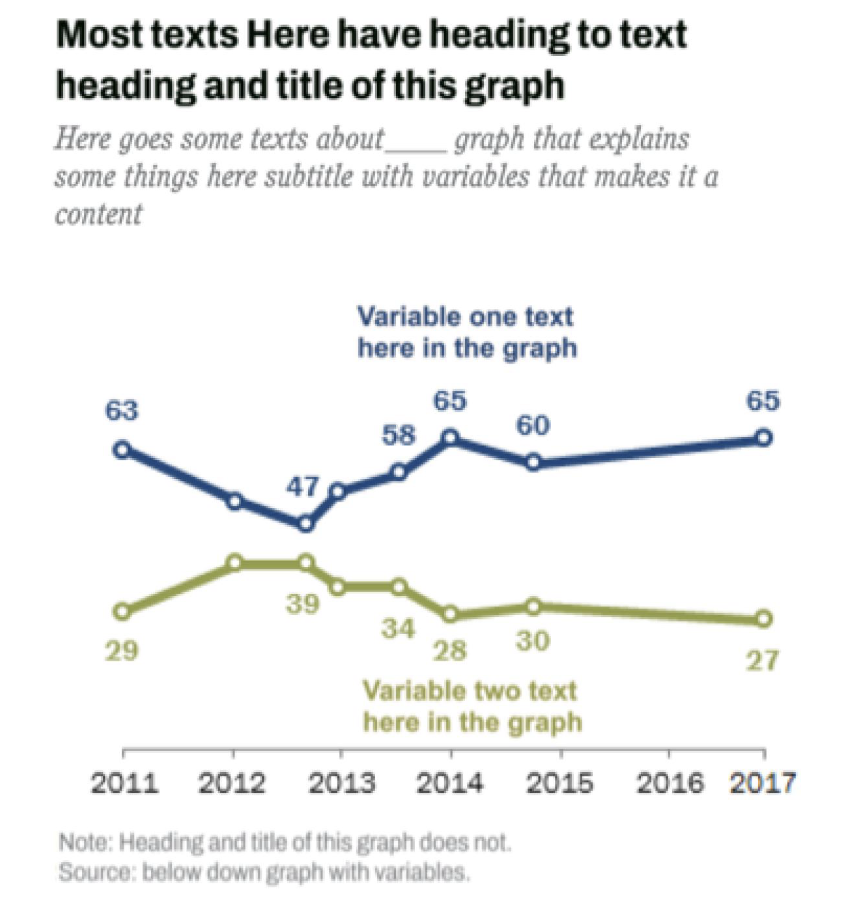 Most texts Here have heading to text
heading and title of this graph
Here goes some texts about____ graph that explains
some things here subtitle with variables that makes it a
content
Variable one text
here in the graph
63
47
58
65
60
65
29
39
34
28
30
27
Variable two text
here in the graph
2011 2012 2013 2014 2015 2016 2017
Note: Heading and title of this graph does not.
Source: below down graph with variables.